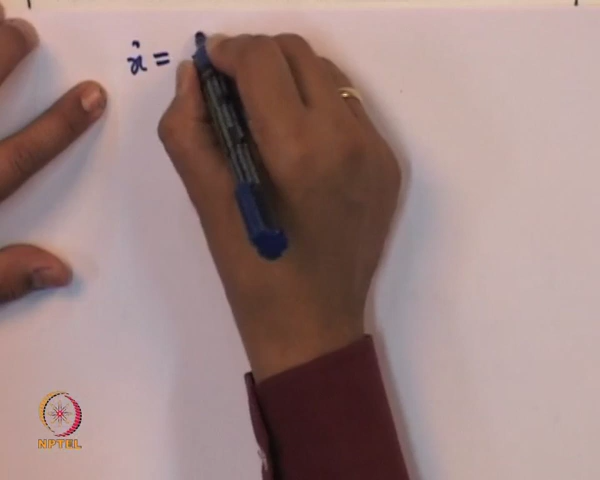 ẋ =
NPTEL